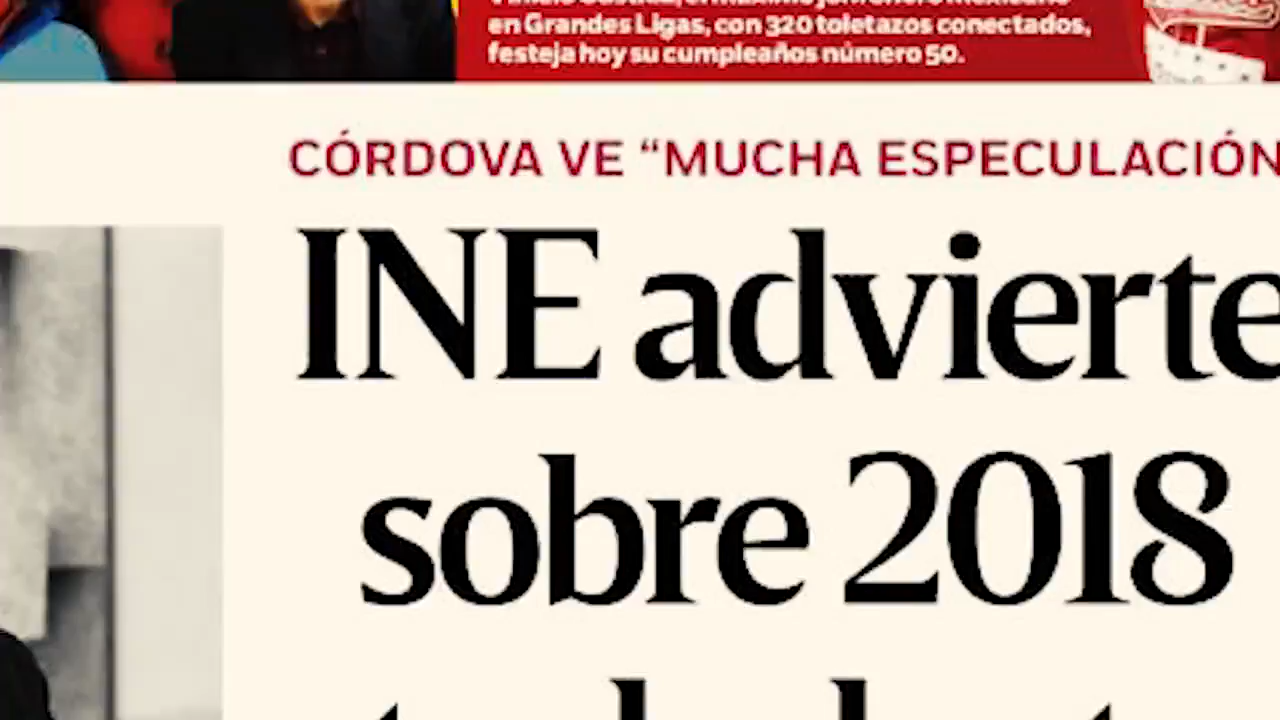 en Grandes Ligas, con 320 toletazos conectados,
festeja hoy su cumpleaños número 50.
CÓRDOVA VE “MUCHA ESPECULACIÓN
INE advierte
sobre 2018